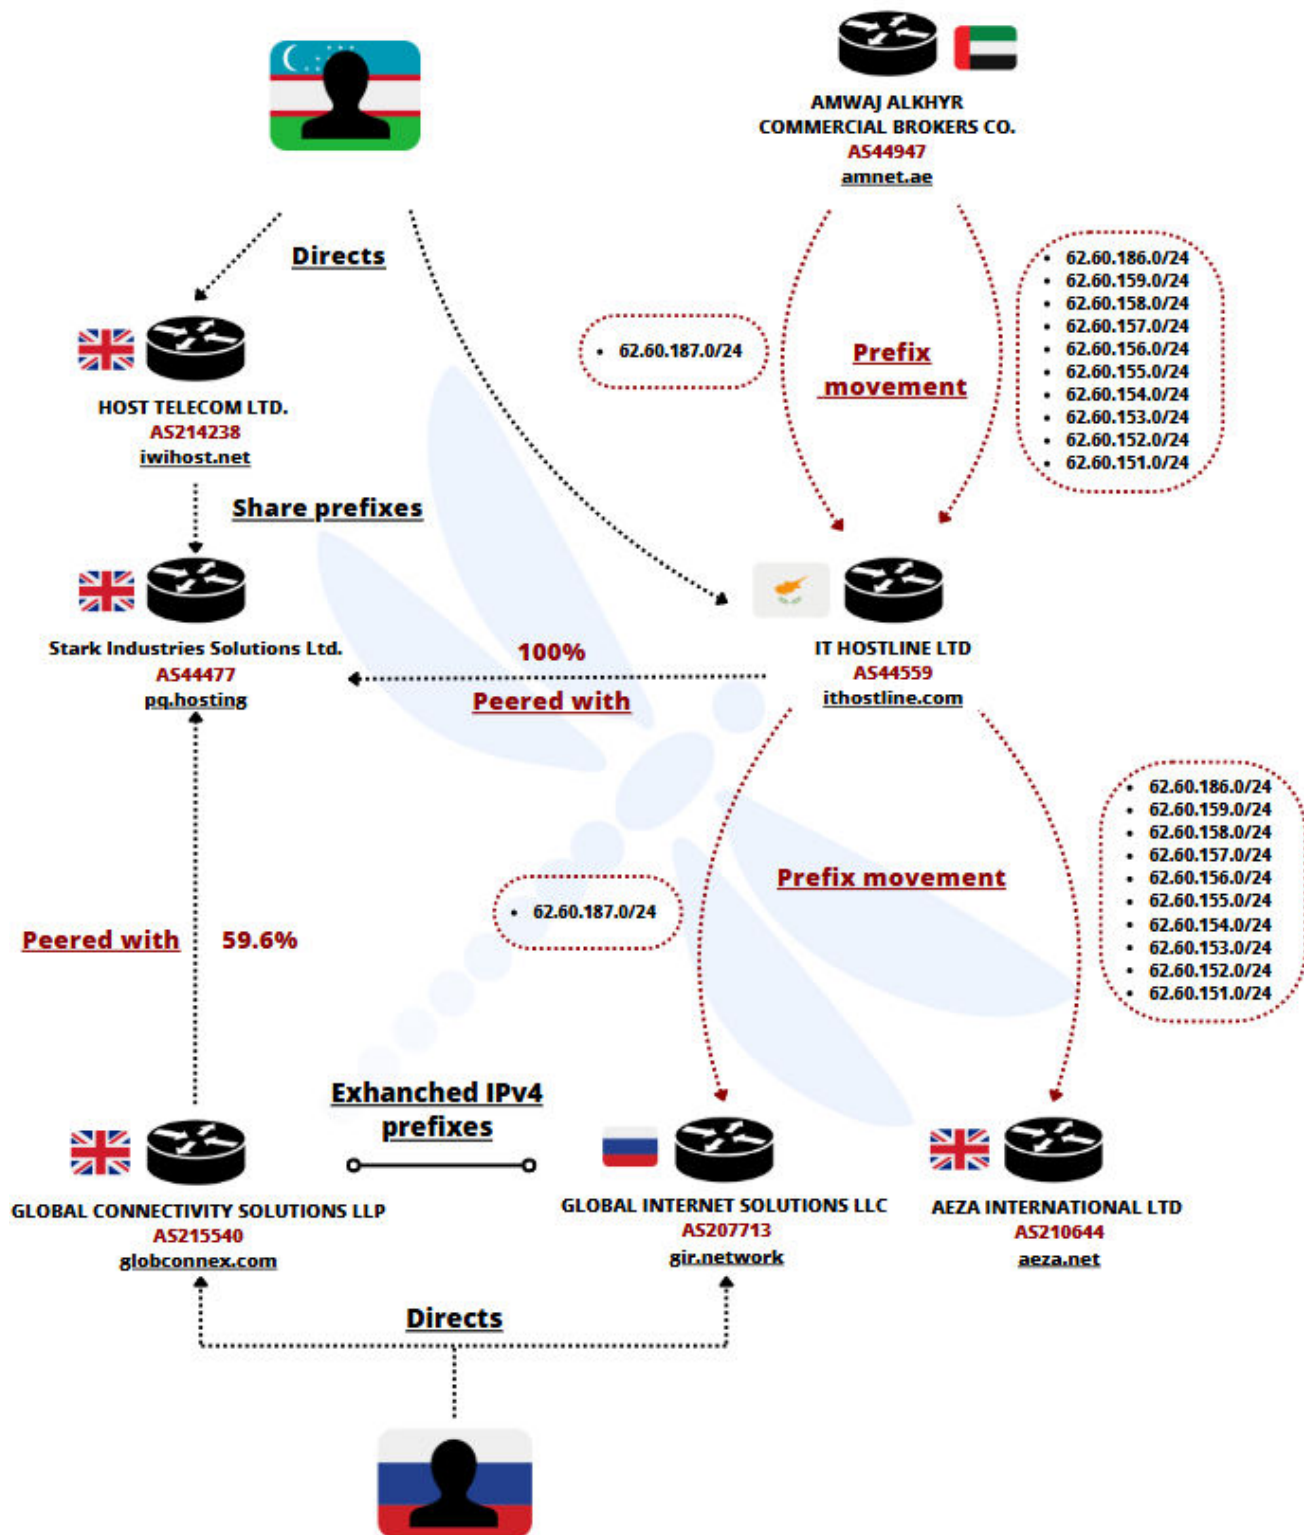 AMWAJ ALKHYR
COMMERCIAL BROKERS CO.
AS44947
amnet.ae
Directs
• 62.60.186.0/24
• 62.60.159.0/24
• 62.60.158.0/24
• 62.60.157.0/24
• 62.60.156.0/24
• 62.60.155.0/24
• 62.60.154.0/24
• 62.60.153.0/24
• 62.60.152.0/24
• 62.60.151.0/24
• 62.60.187.0/24
Prefix
movement
HOST TELECOM LTD.
AS214238
iwihost.net
Share prefixes
Stark Industries Solutions Ltd.
AS44477
pq.hosting
100%
Peered with
IT HOSTLINE LTD
AS44559
ithostline.com
• 62.60.186.0/24
• 62.60.159.0/24
• 62.60.158.0/24
• 62.60.157.0/24
• 62.60.156.0/24
• 62.60.155.0/24
• 62.60.154.0/24
• 62.60.153.0/24
• 62.60.152.0/24
• 62.60.151.0/24
Prefix movement
• 62.60.187.0/24
Peered with 59.6%
Exhanched IPv4
prefixes
GLOBAL CONNECTIVITY SOLUTIONS LLP
AS215540
globconnex.com
GLOBAL INTERNET SOLUTIONS LLC
AS207713
gir.network
AEZA INTERNATIONAL LTD
AS210644
aeza.net
Directs